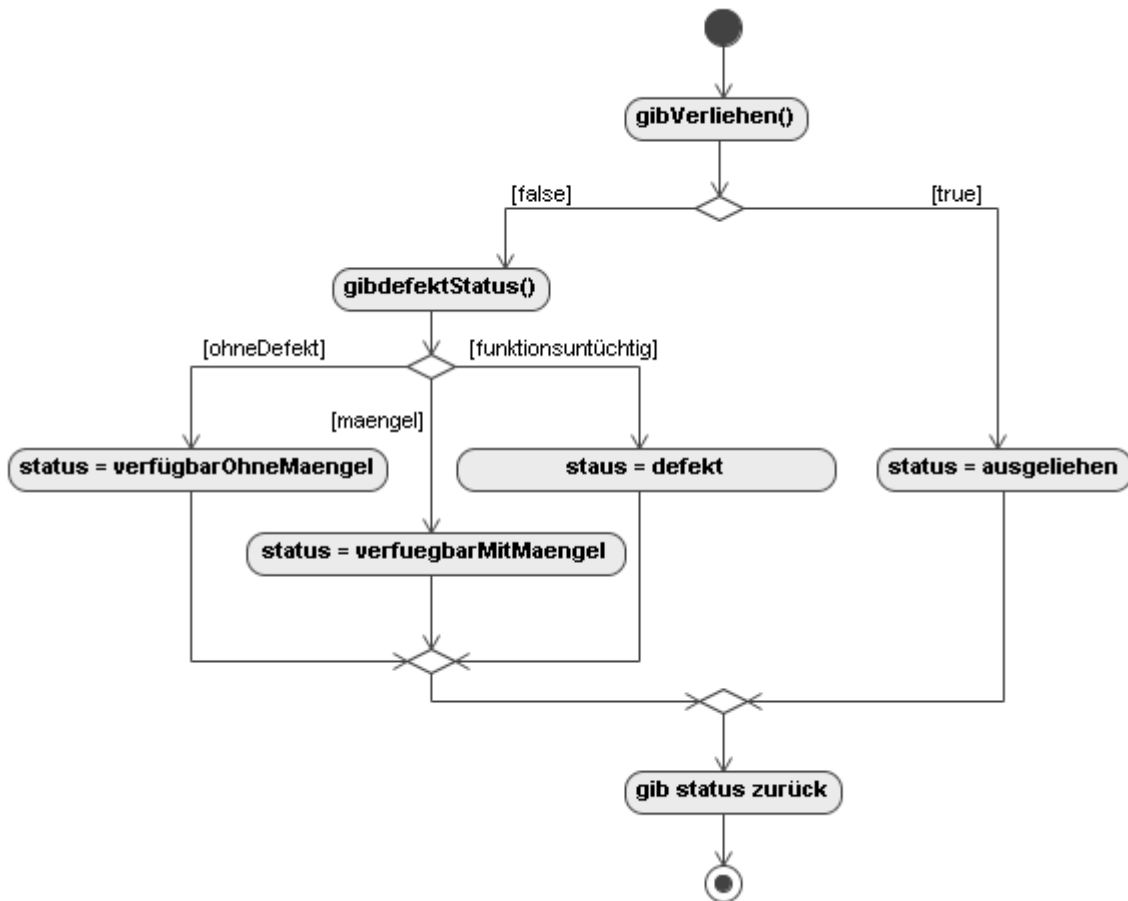 gibVerliehen()
[false]
[true]
gibdefektStatus()
[ohneDefekt]
[funktionsuntüchtig]
[maengel]
status = verfügbarOhneMaengel
staus = defekt
status = ausgeliehen
status = verfuegbarMitMaengel
gib status zurück